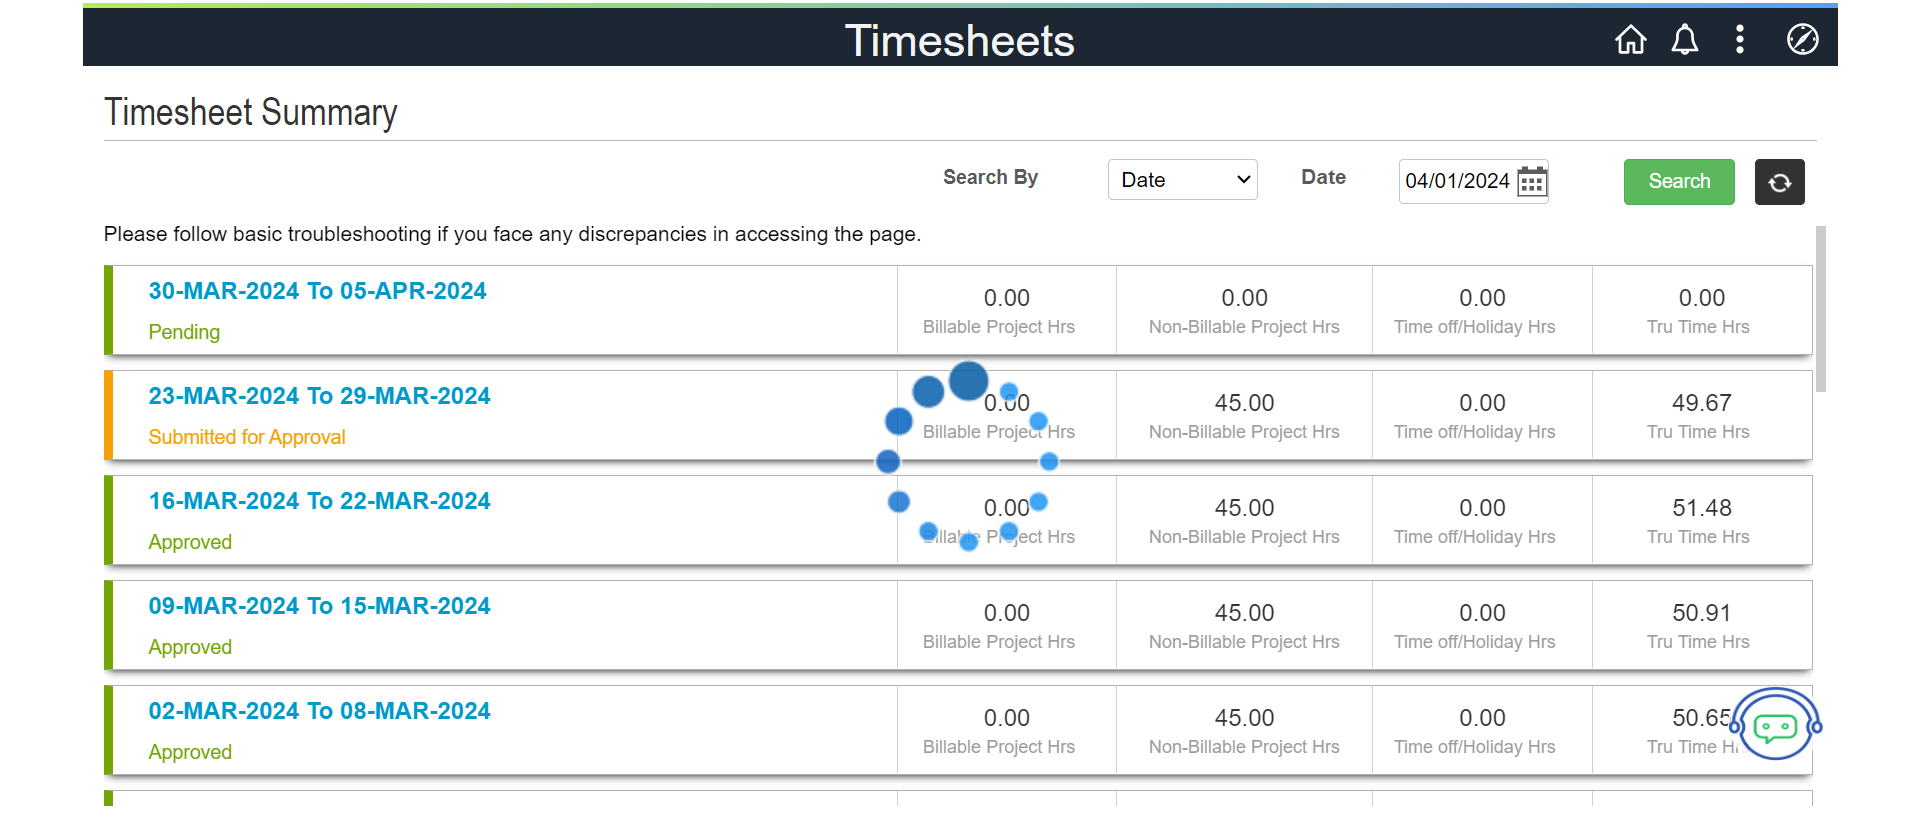 Timesheets
Timesheet Summary
Search By Date Date 04/01/2024 Search
Please follow basic troubleshooting if you face any discrepancies in accessing the page.
30-MAR-2024 To 05-APR-2024
Pending
0.00 0.00 0.00 0.00
Billable Project Hrs Non-Billable Project Hrs Time off/Holiday Hrs Tru Time Hrs
23-MAR-2024 To 29-MAR-2024
Submitted for Approval
0.00 45.00 0.00 49.67
Billable Project Hrs Non-Billable Project Hrs Time off/Holiday Hrs Tru Time Hrs
16-MAR-2024 To 22-MAR-2024
Approved
0.00 45.00 0.00 51.48
Billable Project Hrs Non-Billable Project Hrs Time off/Holiday Hrs Tru Time Hrs
09-MAR-2024 To 15-MAR-2024
Approved
0.00 45.00 0.00 50.91
Billable Project Hrs Non-Billable Project Hrs Time off/Holiday Hrs Tru Time Hrs
02-MAR-2024 To 08-MAR-2024
Approved
0.00 45.00 0.00 50.65
Billable Project Hrs Non-Billable Project Hrs Time off/Holiday Hrs Tru Time